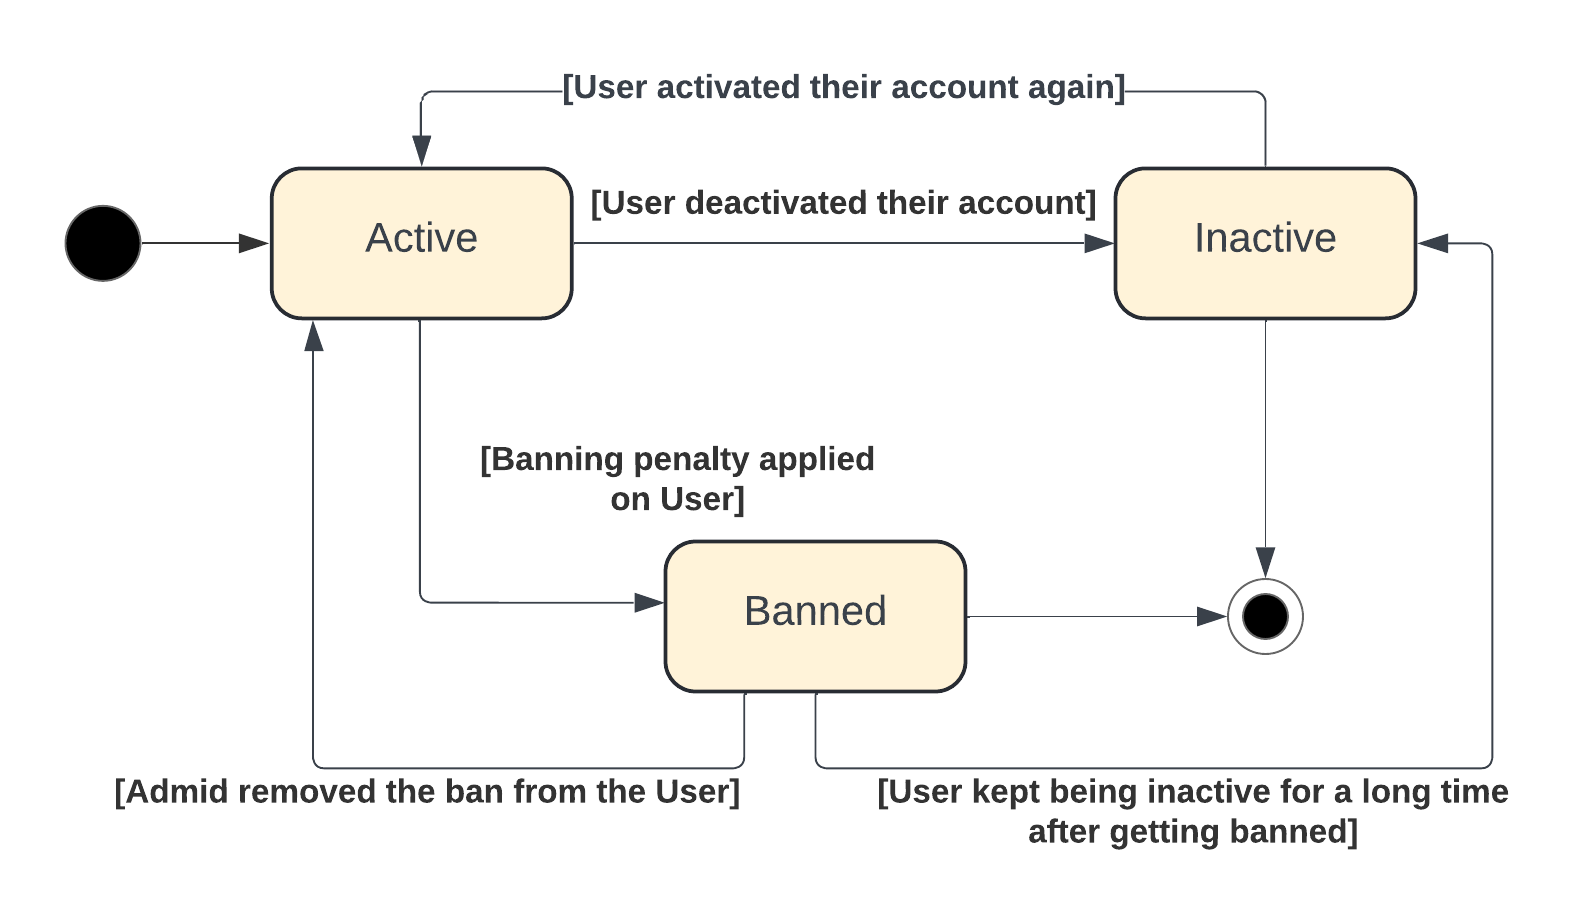 [User activated their account again]
[User deactivated their account]
Active
Inactive
[Banning penalty applied
on User]
Banned
[Admid removed the ban from the User]
[User kept being inactive for a long time
after getting banned]